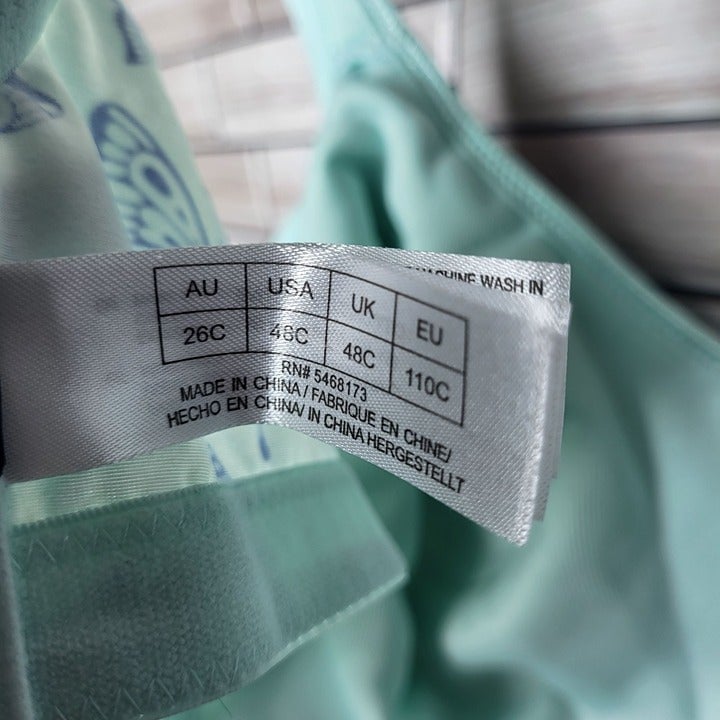 MACHINE WASH IN
AU USA UK EU
26C 48C 48C 110C
RN# 5468173
MADE IN CHINA / FABRIQUE EN CHINE/
HECHO EN CHINA/ IN CHINA HERGESTELLT